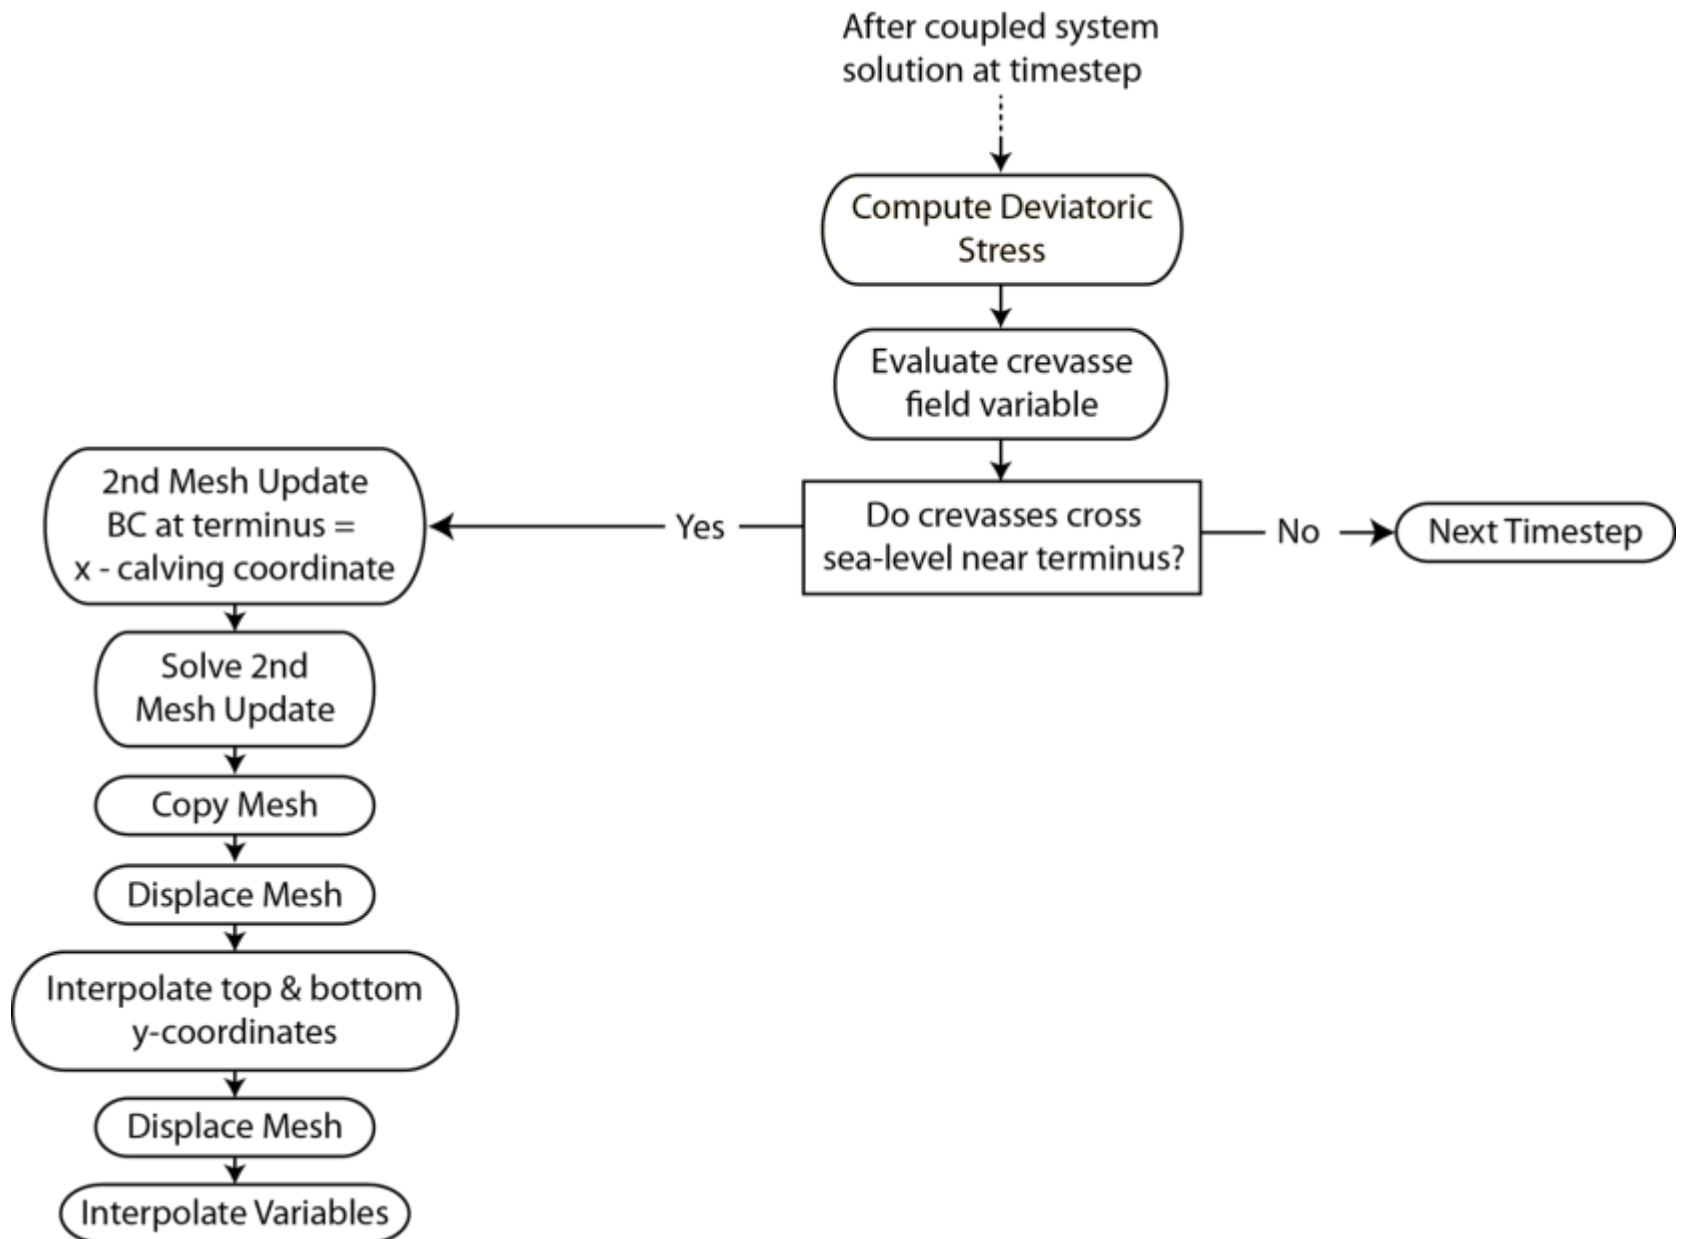 After coupled system
solution at timestep
Compute Deviatoric
Stress
Evaluate crevasse
field variable
Do crevasses cross
sea-level near terminus?
No
Next Timestep
Yes
2nd Mesh Update
BC at terminus =
x - calving coordinate
Solve 2nd
Mesh Update
Copy Mesh
Displace Mesh
Interpolate top & bottom
y-coordinates
Displace Mesh
Interpolate Variables